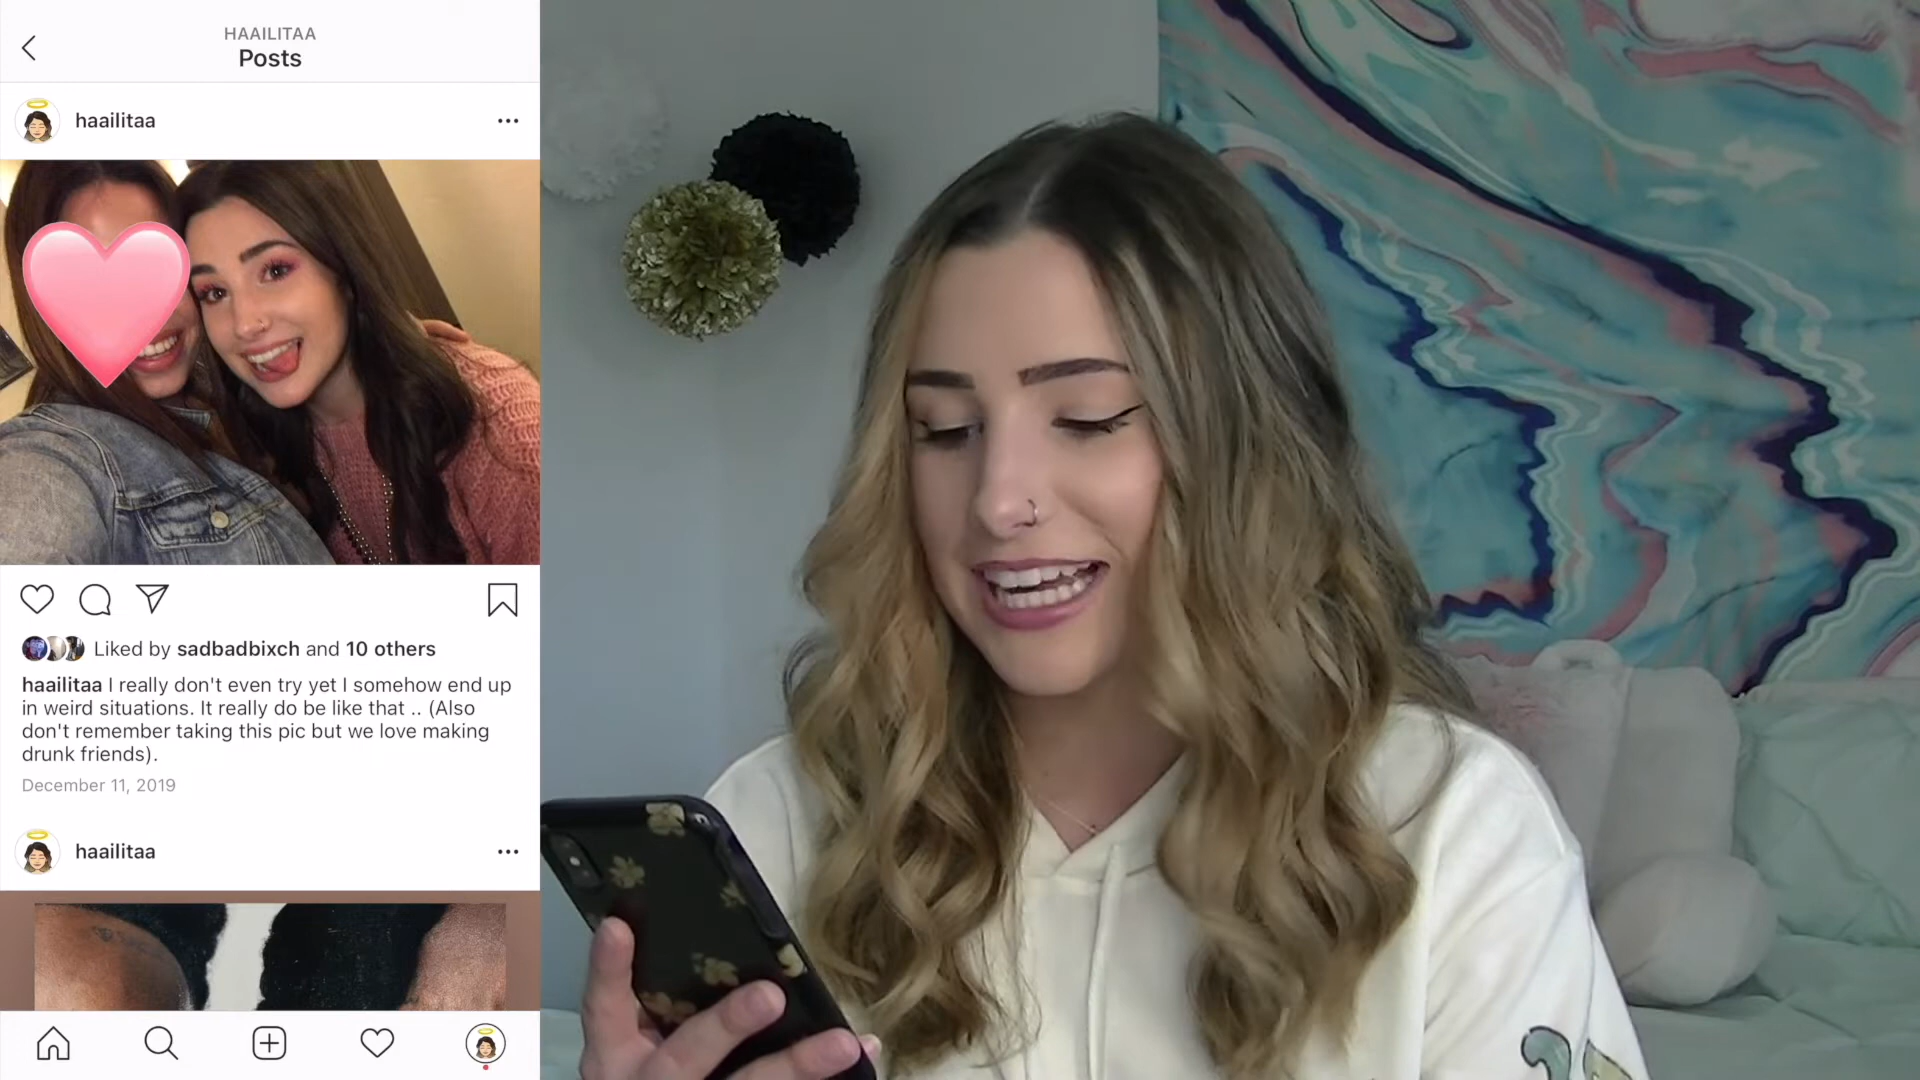 HAAILITAA
Posts
haailitaa
Liked by sadbadbixch and 10 others
haailitaa I really don't even try yet I somehow end up
in weird situations. It really do be like that .. (Also
don't remember taking this pic but we love making
drunk friends).
December 11, 2019
haailitaa